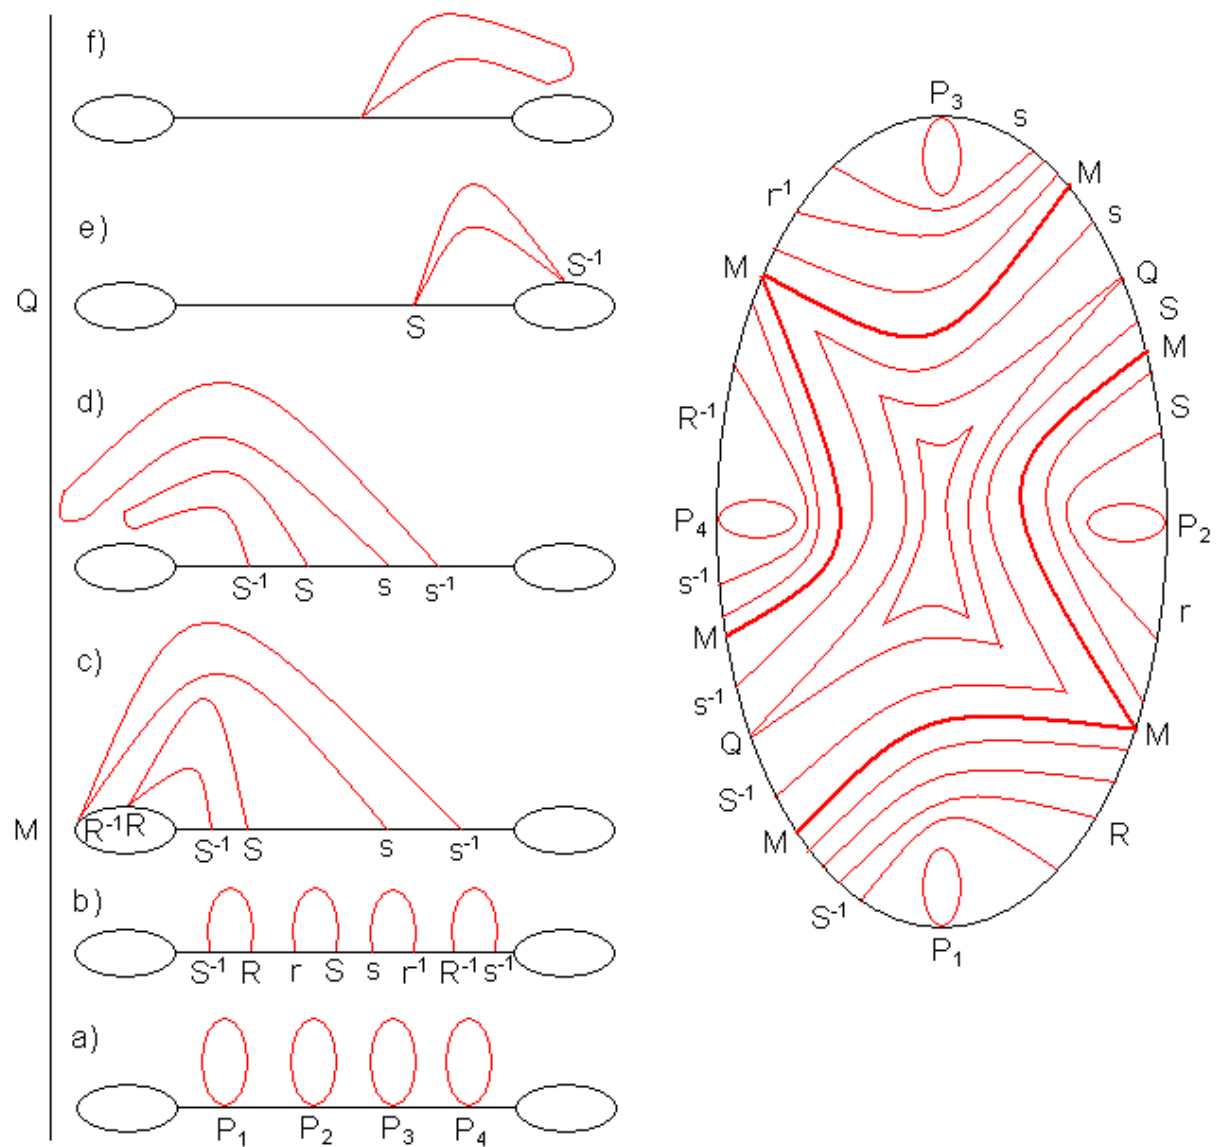 f)
e)
S⁻¹
Q
S
d)
S⁻¹ S s s⁻¹
c)
M
R⁻¹ R
S⁻¹ S s s⁻¹
b)
S⁻¹ R r S s r⁻¹ R⁻¹ s⁻¹
a)
P₁ P₂ P₃ P₄
P₃
s
M
r⁻¹
s
M
Q
S
M
R⁻¹
S
P₄
P₂
s⁻¹
r
M
s⁻¹
Q
M
S⁻¹
M
R
S⁻¹
P₁